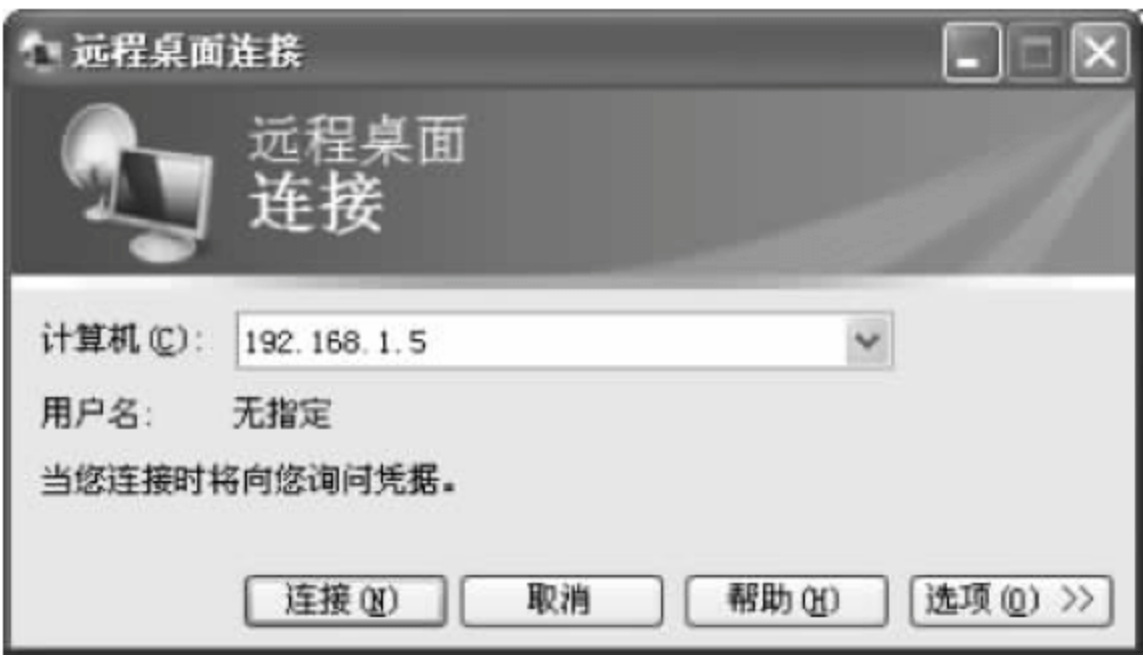 远程桌面连接
远程桌面
连接
计算机(C): 192.168.1.5
用户名: 无指定
当您连接时将向您询问凭据。
连接(N) 取消 帮助(H) 选项(O) >>